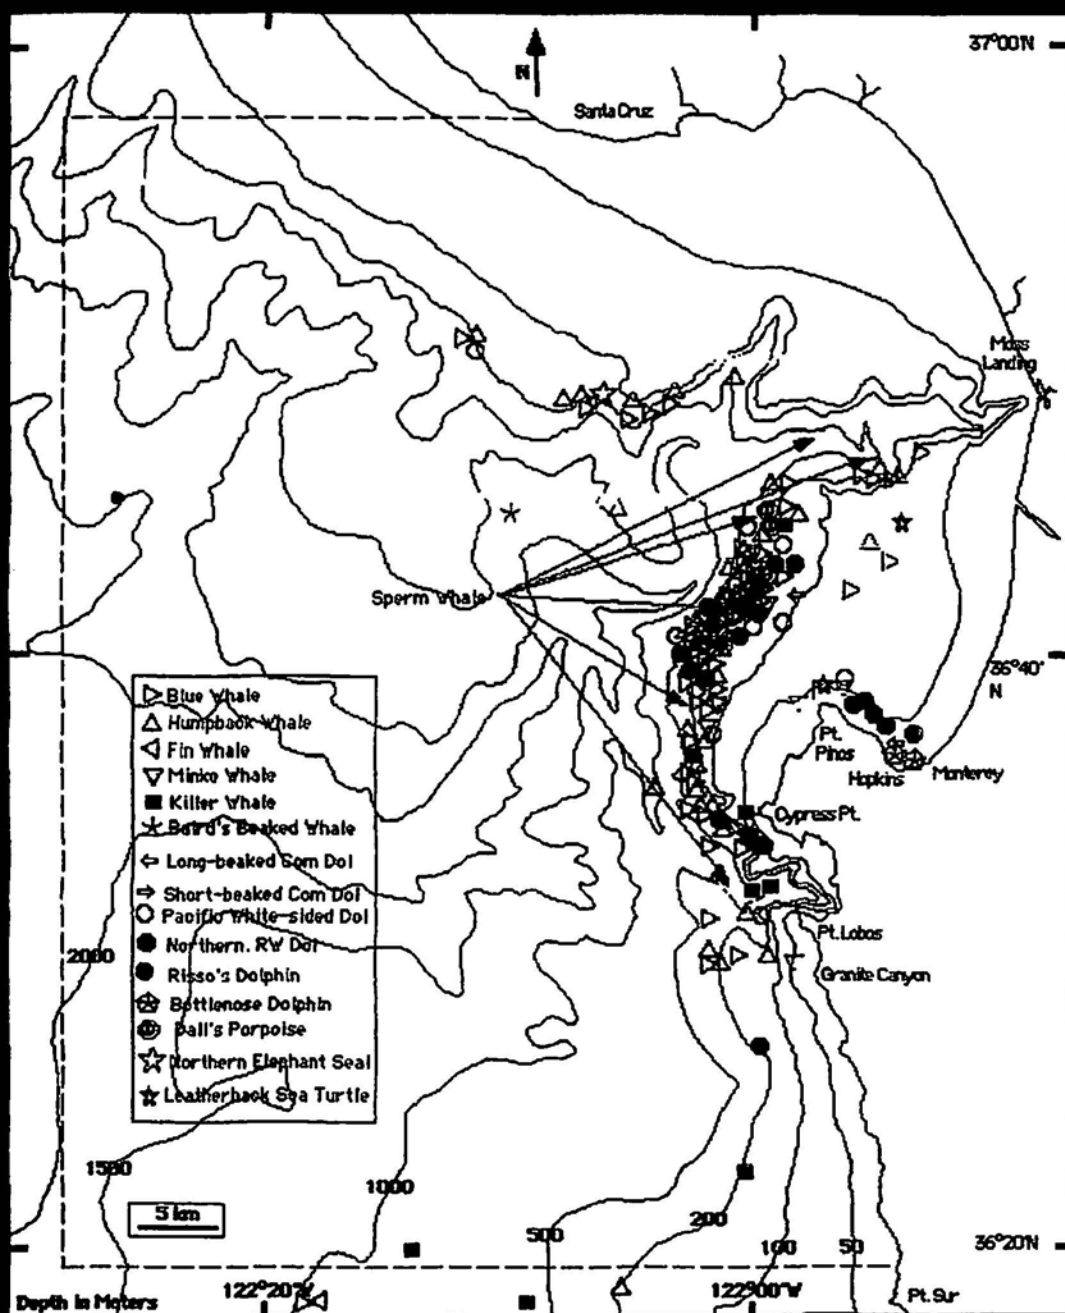 37°00'N
N
Santa Cruz
Moss
Landing
Sperm Whale
36°40'
N
Blue Whale
Humpback Whale
Fin Whale
Minke Whale
Killer Whale
Baird's Beaked Whale
Long-beaked Com Dol
Short-beaked Com Dol
Pacific White-sided Dol
Northern. RW Dol
Risso's Dolphin
Bottlenose Dolphin
Dall's Porpoise
Northern Elephant Seal
Leatherback Sea Turtle
Pt.
Pinos
Hopkins
Monterey
Cypress Pt.
Pt. Lobos
Granite Canyon
2000
1500
1000
5 km
500
200
100
50
36°20'N
122°20'W
122°00'W
Pt. Sur
Depth in Meters